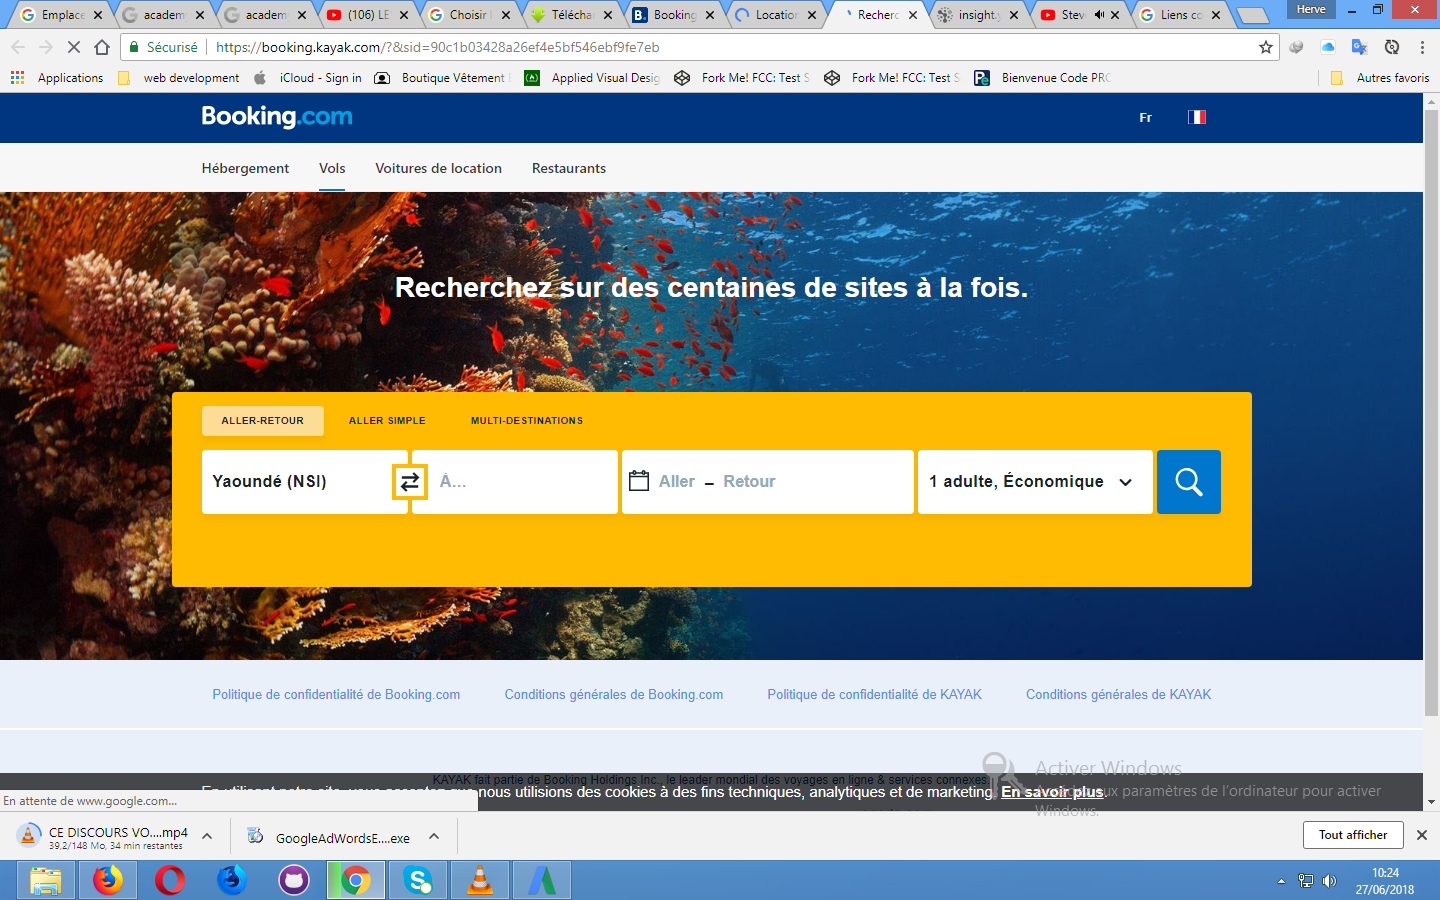 Emplace
academ
academ
(106) LE
Choisir
Télécha
Booking
Location
Recherc
insight.
Steve
Liens co
Herve
Sécurisé
https://booking.kayak.com/?&sid=90c1b03428a26ef4e5bf546ebf9fe7eb
Applications
web development
iCloud - Sign in
Boutique Vêtement
Applied Visual Desig
Fork Me! FCC: Test S
Fork Me! FCC: Test S
Bienvenue Code PRO
Autres favoris
Booking.com
Fr
Hébergement
Vols
Voitures de location
Restaurants
Recherchez sur des centaines de sites à la fois.
ALLER-RETOUR
ALLER SIMPLE
MULTI-DESTINATIONS
Yaoundé (NSI)
À...
Aller – Retour
1 adulte, Économique
Politique de confidentialité de Booking.com
Conditions générales de Booking.com
Politique de confidentialité de KAYAK
Conditions générales de KAYAK
KAYAK fait partie de Booking Holdings Inc., le leader mondial des voyages en ligne & services connexes.
En utilisant notre site, vous acceptez que nous utilisions des cookies à des fins techniques, analytiques et de marketing. En savoir plus.
Activer Windows
aux paramètres de l'ordinateur pour activer
Windows.
En attente de www.google.com...
CE DISCOURS VO....mp4
39,2/148 Mo, 34 min restantes
GoogleAdWordsE....exe
Tout afficher
10:24
27/06/2018